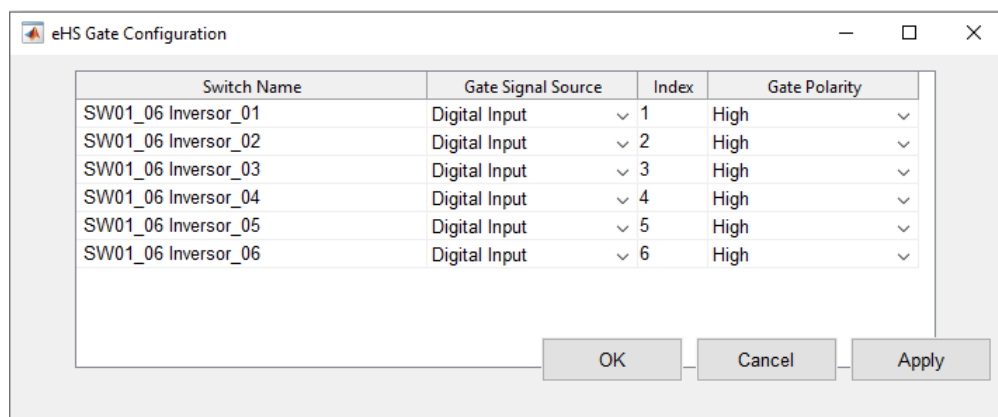 eHS Gate Configuration
Switch Name Gate Signal Source Index Gate Polarity
SW01_06 Inversor_01 Digital Input 1 High
SW01_06 Inversor_02 Digital Input 2 High
SW01_06 Inversor_03 Digital Input 3 High
SW01_06 Inversor_04 Digital Input 4 High
SW01_06 Inversor_05 Digital Input 5 High
SW01_06 Inversor_06 Digital Input 6 High
OK Cancel Apply